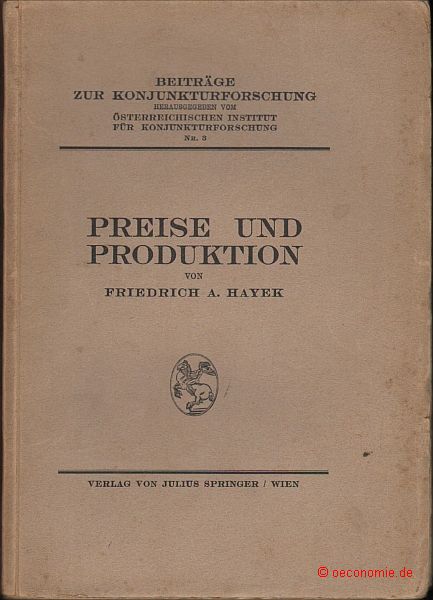 BEITRÄGE
ZUR KONJUNKTURFORSCHUNG
HERAUSGEGEBEN VOM
ÖSTERREICHISCHEN INSTITUT
FÜR KONJUNKTURFORSCHUNG
NR. 3
PREISE UND
PRODUKTION
VON
FRIEDRICH A. HAYEK
VERLAG VON JULIUS SPRINGER / WIEN
© oeconomie.de